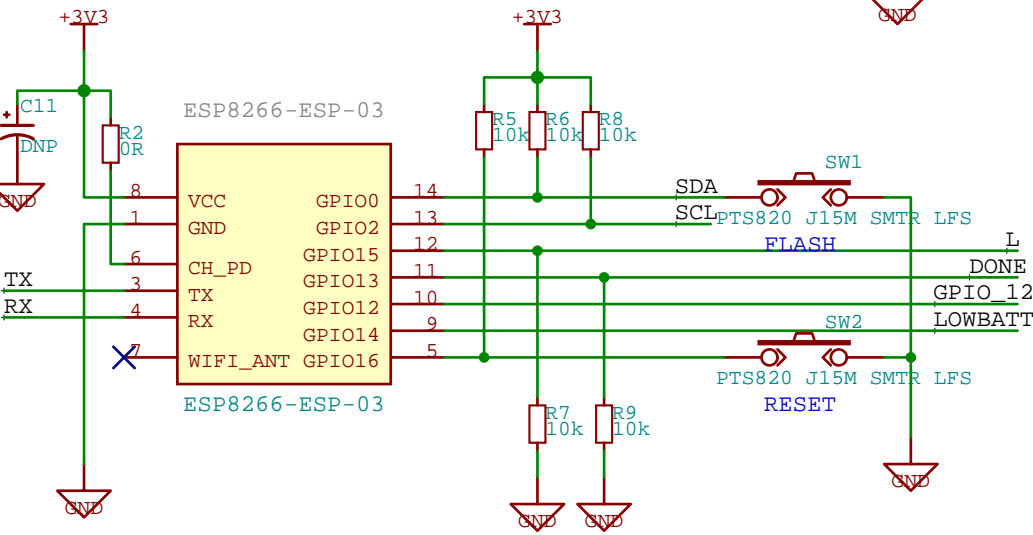 +3V3
+3V3
GND
C11
DNP
GND
R2
0R
ESP8266-ESP-03
R5
10k
R6
10k
R8
10k
8
1
6
3
4
7
VCC
GND
CH_PD
TX
RX
WIFI_ANT
GPIO0
GPIO2
GPIO15
GPIO13
GPIO12
GPIO14
GPIO16
14
13
12
11
10
9
5
TX
RX
ESP8266-ESP-03
SDA
SCL
SW1
PTS820 J15M SMTR LFS
FLASH
L
DONE
GPIO_12
LOWBATT
SW2
PTS820 J15M SMTR LFS
RESET
R7
10k
R9
10k
GND
GND
GND
GND